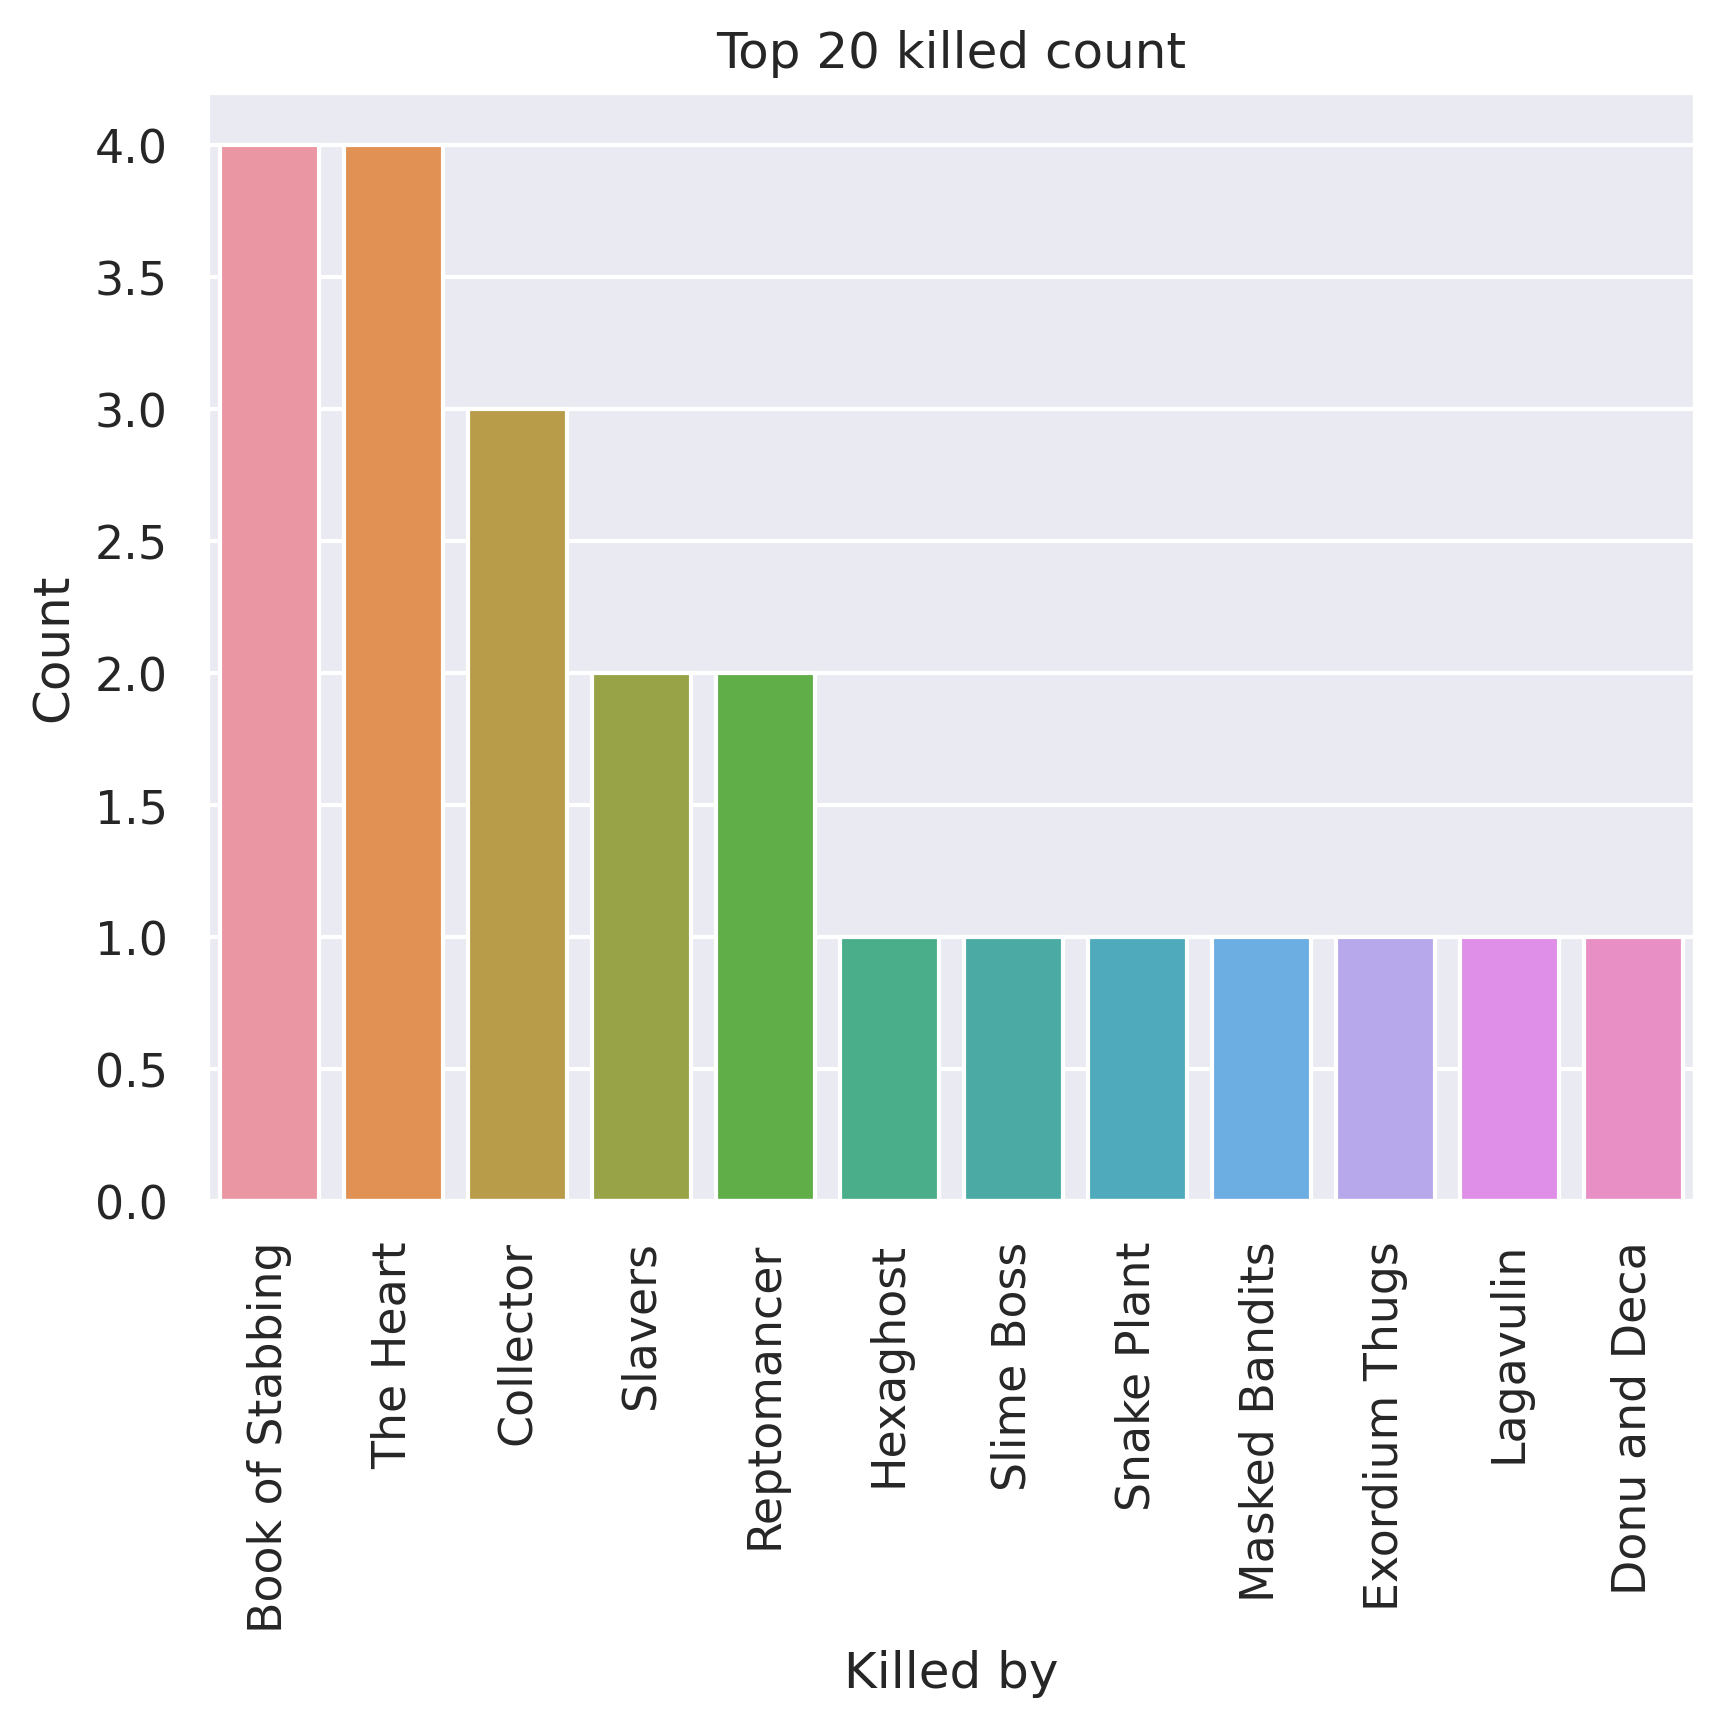 Top 20 killed count
4.0
3.5
3.0
2.5
2.0
1.5
1.0
0.5
0.0
Count
Book of Stabbing
The Heart
Collector
Slavers
Reptomancer
Hexaghost
Slime Boss
Snake Plant
Masked Bandits
Exordium Thugs
Lagavulin
Donu and Deca
Killed by